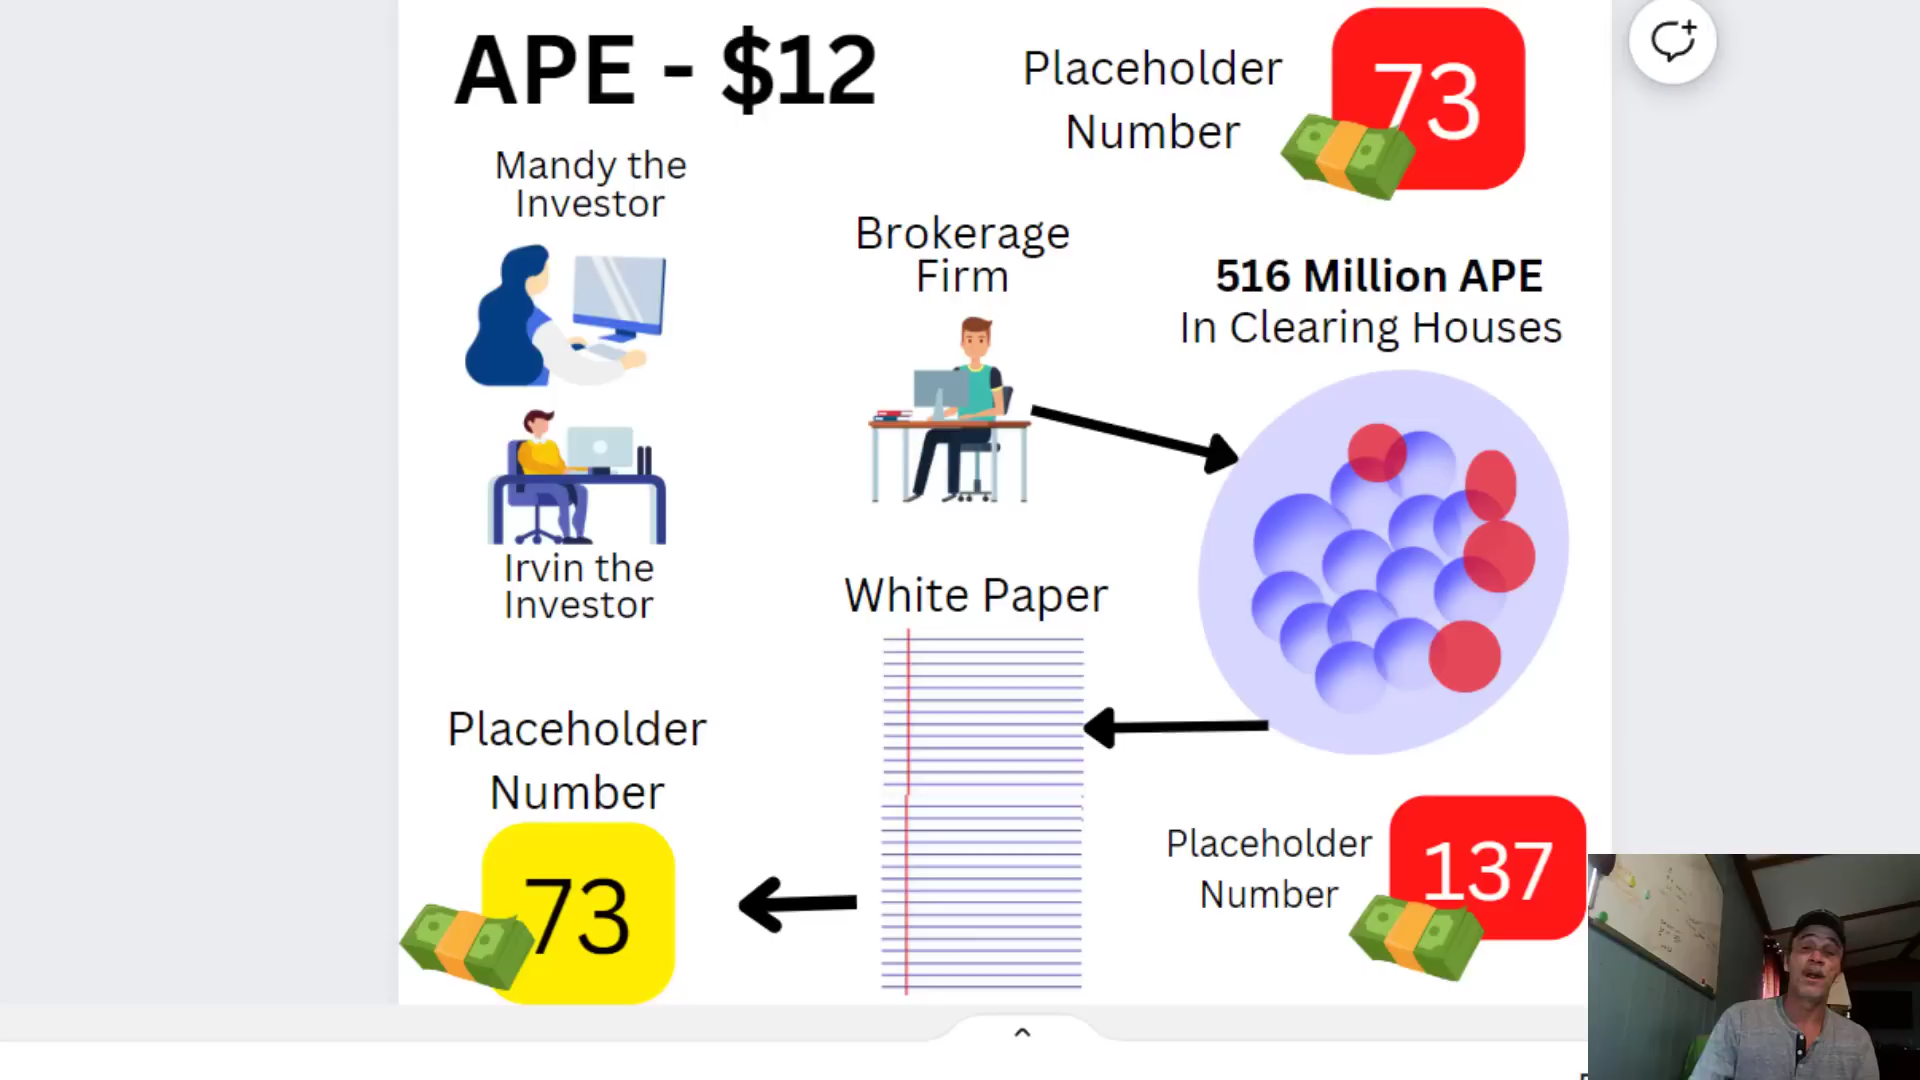 APE - $12
Placeholder
Number
73
Mandy the
Investor
Brokerage
Firm
516 Million APE
In Clearing Houses
Irvin the
Investor
White Paper
Placeholder
Number
73
Placeholder
Number
137